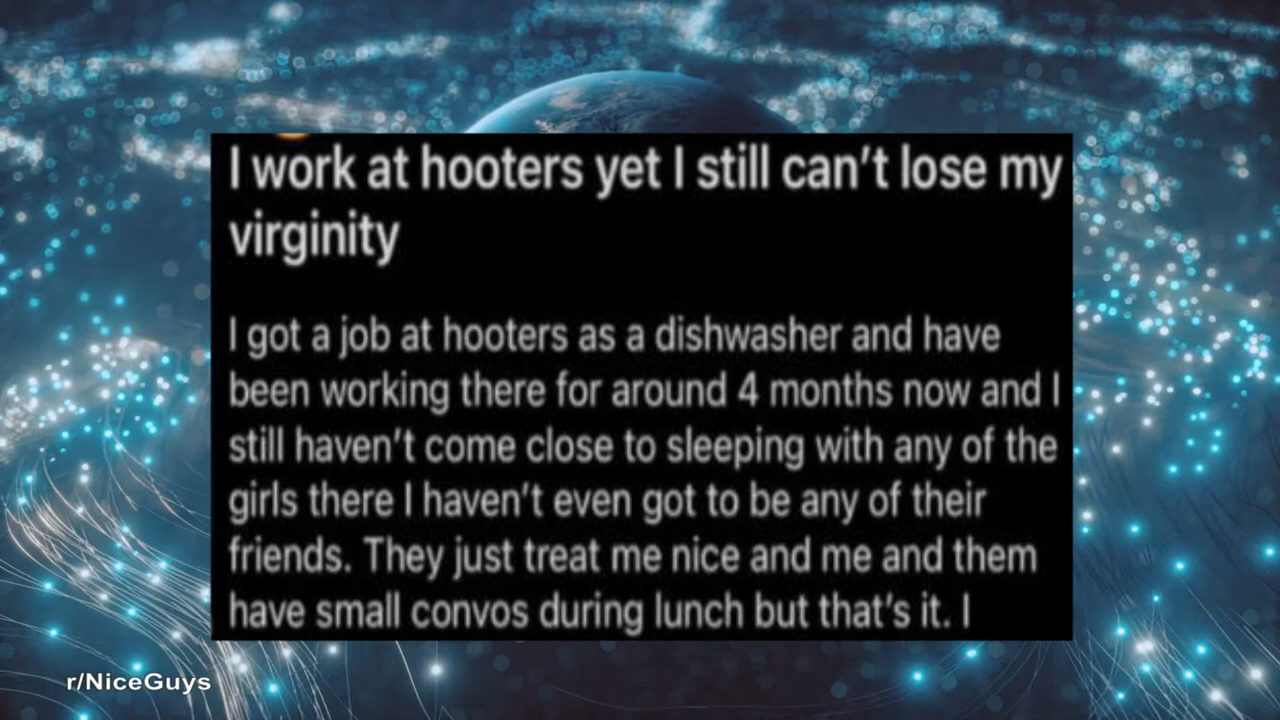 I work at hooters yet I still can't lose my
virginity
I got a job at hooters as a dishwasher and have
been working there for around 4 months now and I
still haven't come close to sleeping with any of the
girls there I haven't even got to be any of their
friends. They just treat me nice and me and them
have small convos during lunch but that's it. I
r/NiceGuys